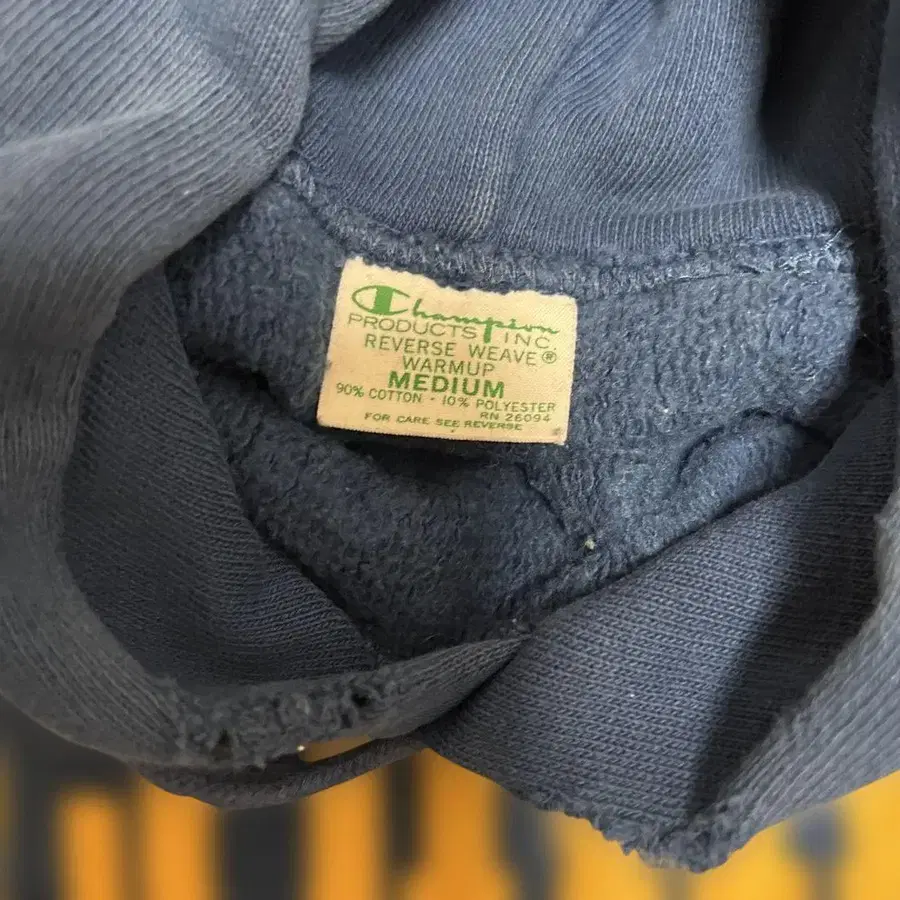 Champion
PRODUCTS INC.
REVERSE WEAVE®
WARMUP
MEDIUM
90% COTTON · 10% POLYESTER
RN 26094
FOR CARE SEE REVERSE